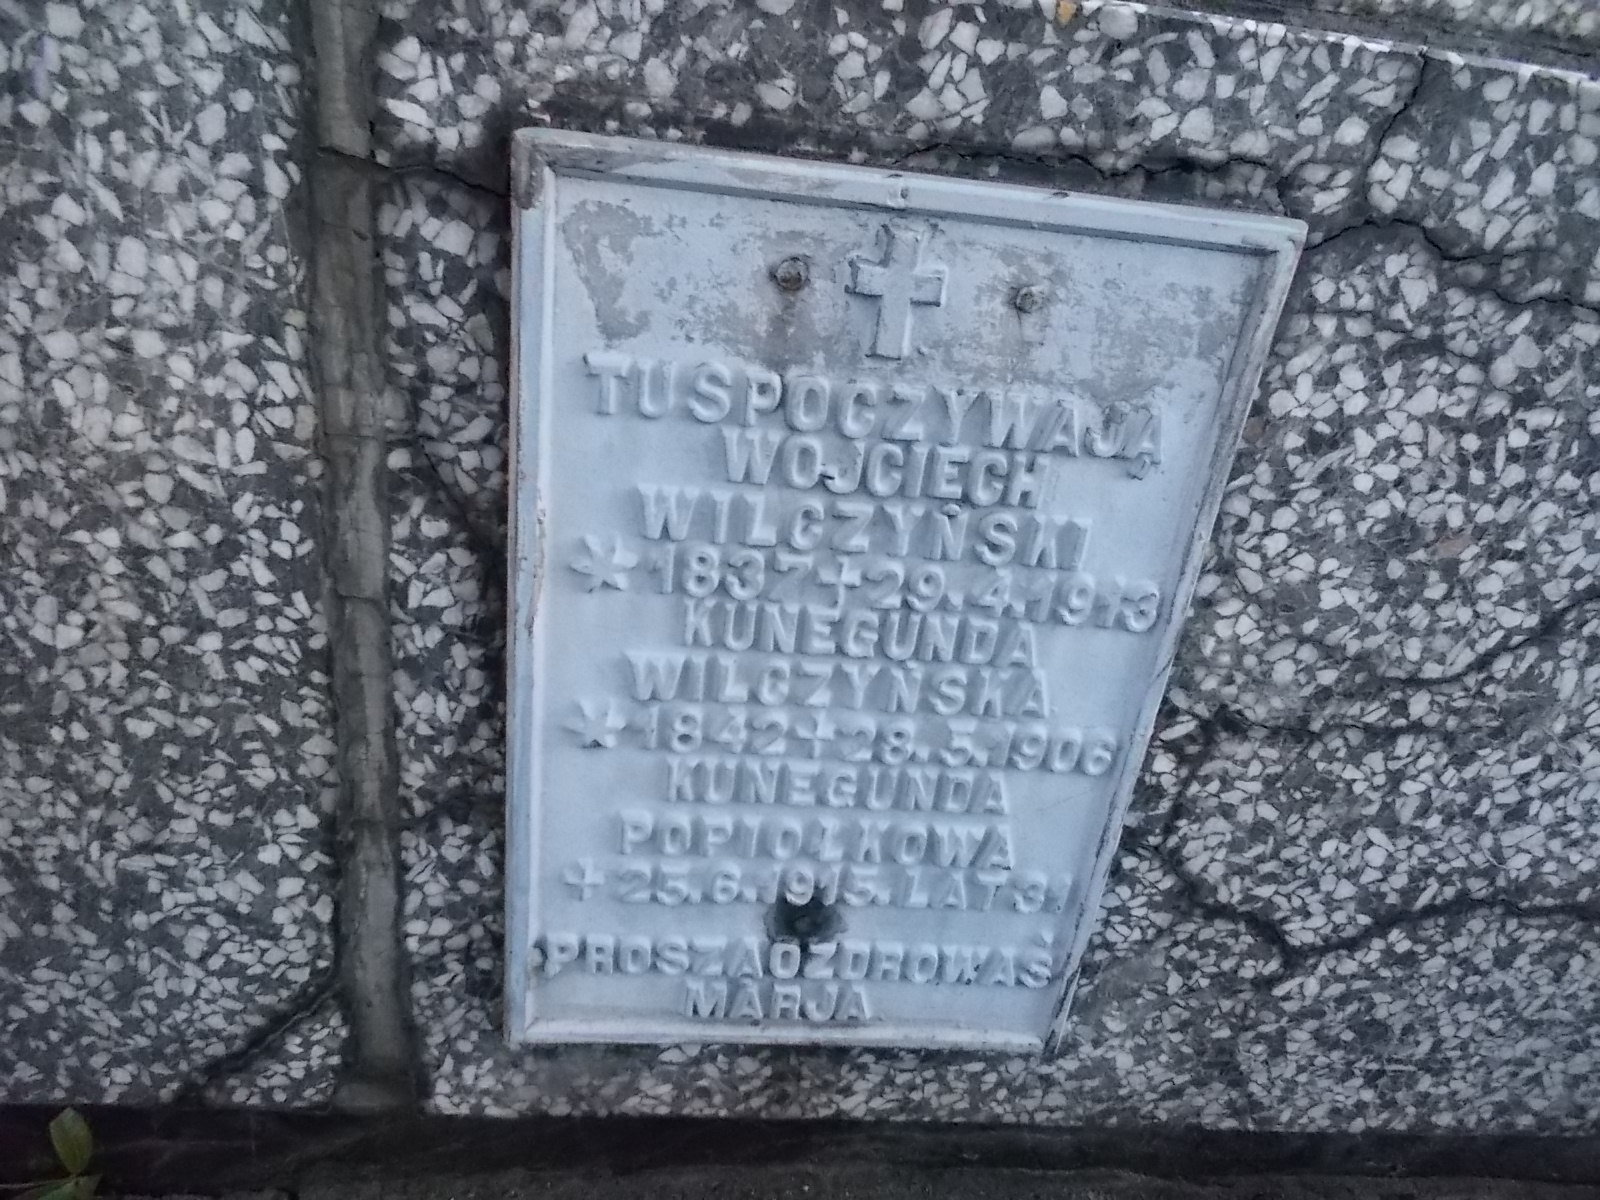 TU SPOCZYWAJĄ
WOJCIECH
WILCZYŃSKI
* 1837 + 29.4.1913
KUNEGUNDA
WILCZYŃSKA
* 1842 + 28.5.1906
KUNEGUNDA
POPIOŁKOWA
+ 25.6.1915. LAT
PROSZĄ O ZDROWAŚ
MARJA